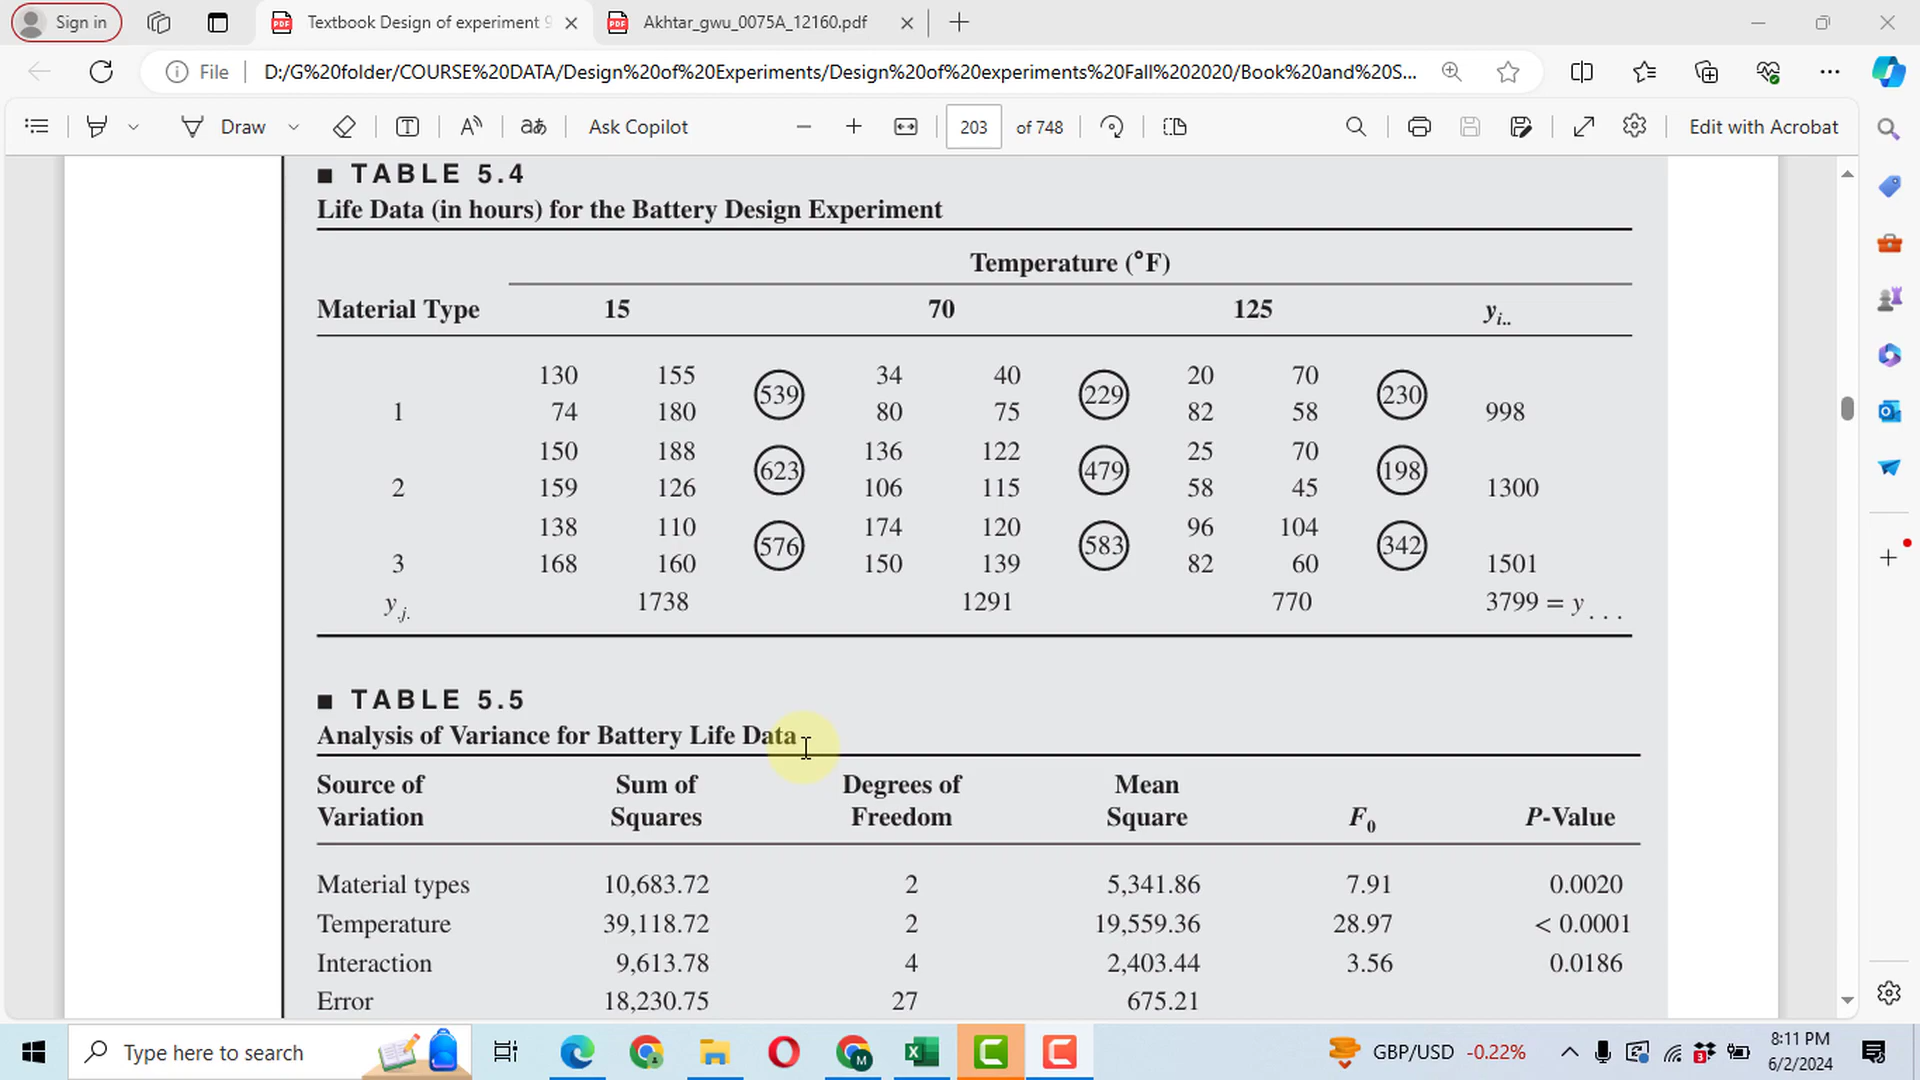 Sign in
Textbook Design of experiment 9
Akhtar_gwu_0075A_12160.pdf
File
D:/G%20folder/COURSE%20DATA/Design%20of%20Experiments/Design%20of%20experiments%20Fall%202020/Book%20and%20S...
Draw
Ask Copilot
203 of 748
Edit with Acrobat
■ TABLE 5.4
Life Data (in hours) for the Battery Design Experiment
Temperature (°F)
Material Type 15 70 125 yi..
130 155 539 34 40 229 20 70 230
1 74 180 80 75 82 58 998
150 188 623 136 122 479 25 70 198
2 159 126 106 115 58 45 1300
138 110 576 174 120 583 96 104 342
3 168 160 150 139 82 60 1501
y.j. 1738 1291 770 3799 = y...
■ TABLE 5.5
Analysis of Variance for Battery Life Data
Source of Sum of Degrees of Mean
Variation Squares Freedom Square F0 P-Value
Material types 10,683.72 2 5,341.86 7.91 0.0020
Temperature 39,118.72 2 19,559.36 28.97 < 0.0001
Interaction 9,613.78 4 2,403.44 3.56 0.0186
Error 18,230.75 27 675.21
Type here to search
GBP/USD -0.22%
8:11 PM
6/2/2024